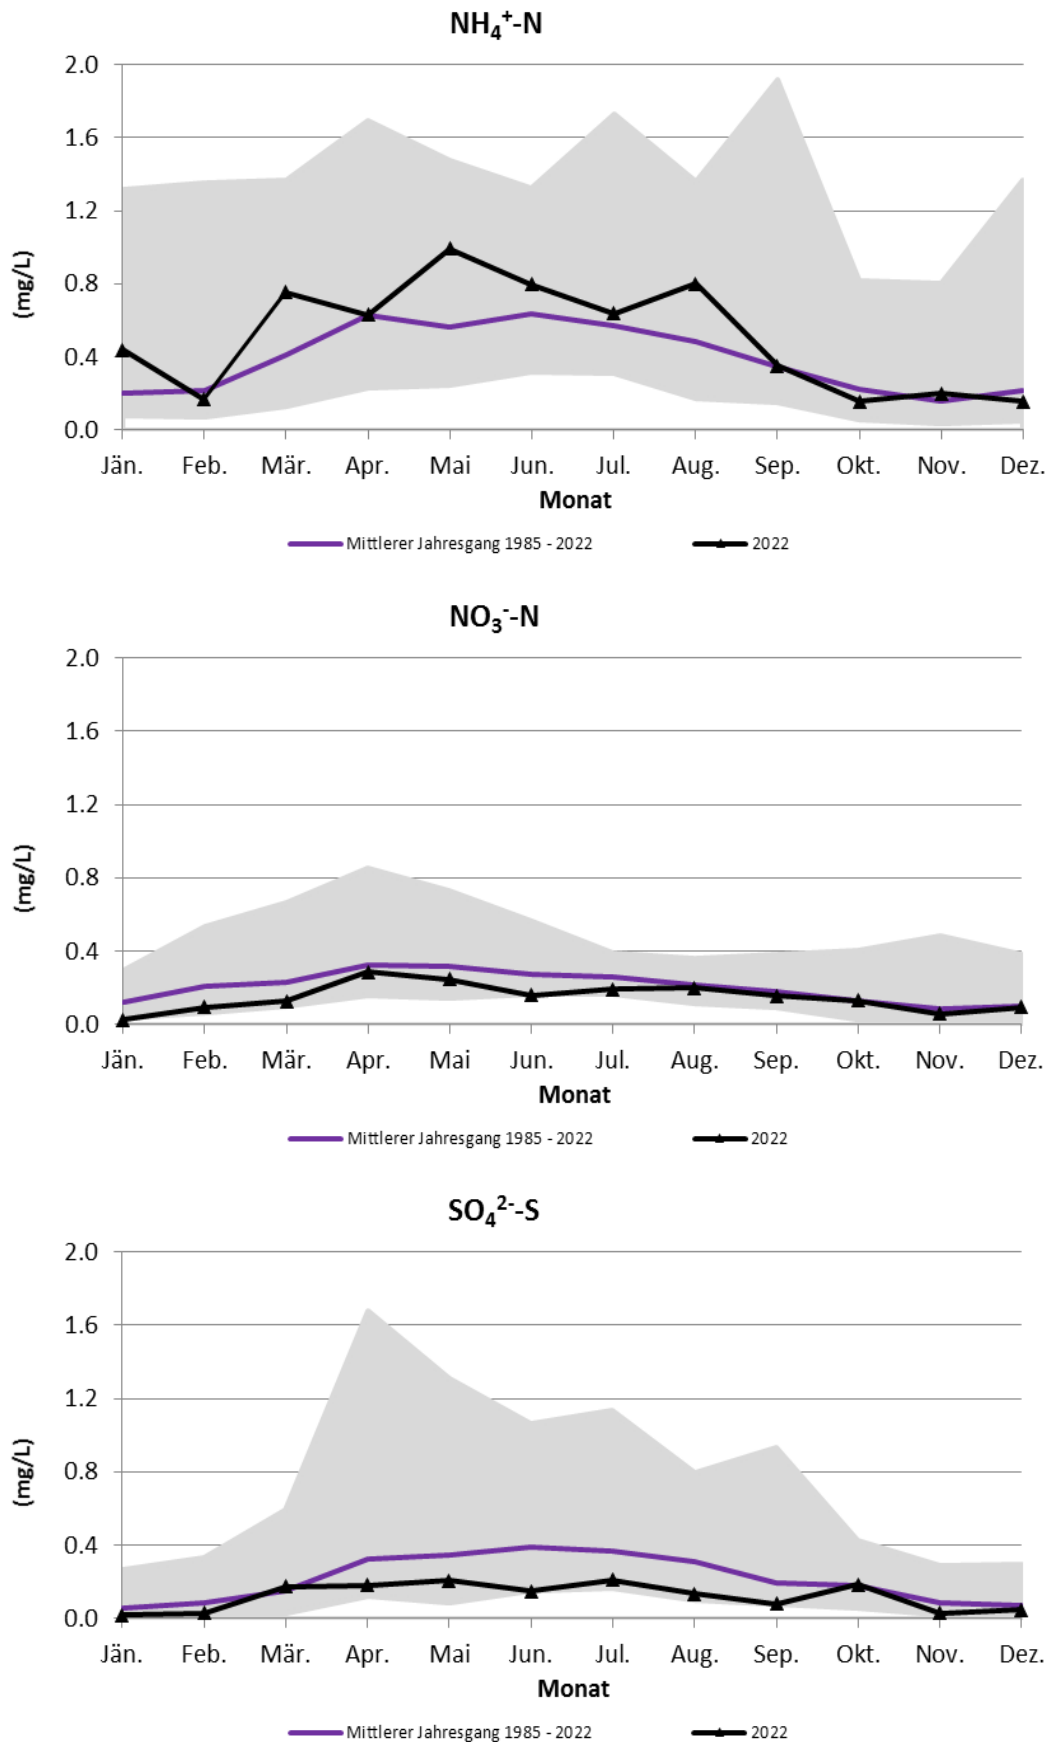 NH₄⁺-N
2.0
1.6
1.2
0.8
0.4
0.0
(mg/L)
Jän. Feb. Mär. Apr. Mai Jun. Jul. Aug. Sep. Okt. Nov. Dez.
Monat
Mittlerer Jahresgang 1985 - 2022 2022
NO₃⁻-N
2.0
1.6
1.2
0.8
0.4
0.0
(mg/L)
Jän. Feb. Mär. Apr. Mai Jun. Jul. Aug. Sep. Okt. Nov. Dez.
Monat
Mittlerer Jahresgang 1985 - 2022 2022
SO₄²⁻-S
2.0
1.6
1.2
0.8
0.4
0.0
(mg/L)
Jän. Feb. Mär. Apr. Mai Jun. Jul. Aug. Sep. Okt. Nov. Dez.
Monat
Mittlerer Jahresgang 1985 - 2022 2022